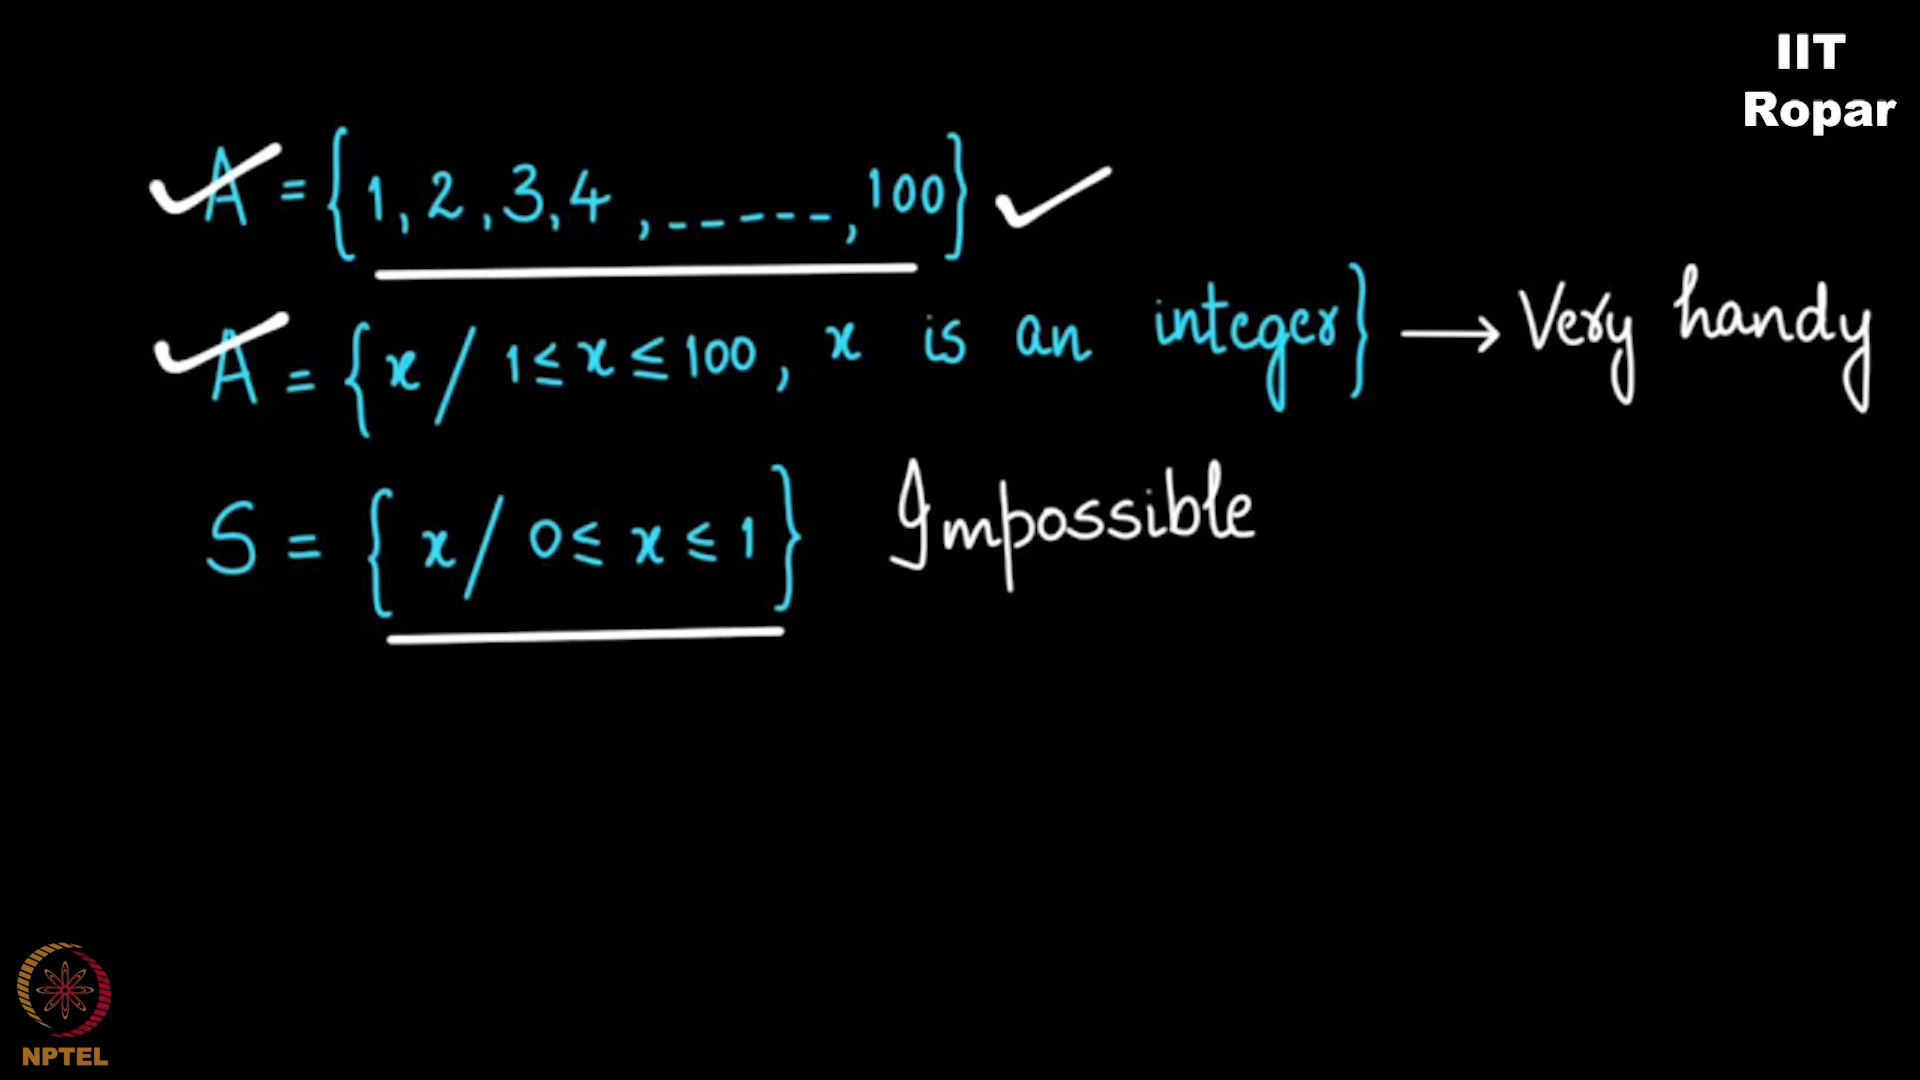 IIT
Ropar
A = {1, 2, 3, 4, _ _ _ _ _, 100}
A = {x / 1 ≤ x ≤ 100, x is an integer} → Very handy
S = {x / 0 ≤ x ≤ 1} Impossible
NPTEL